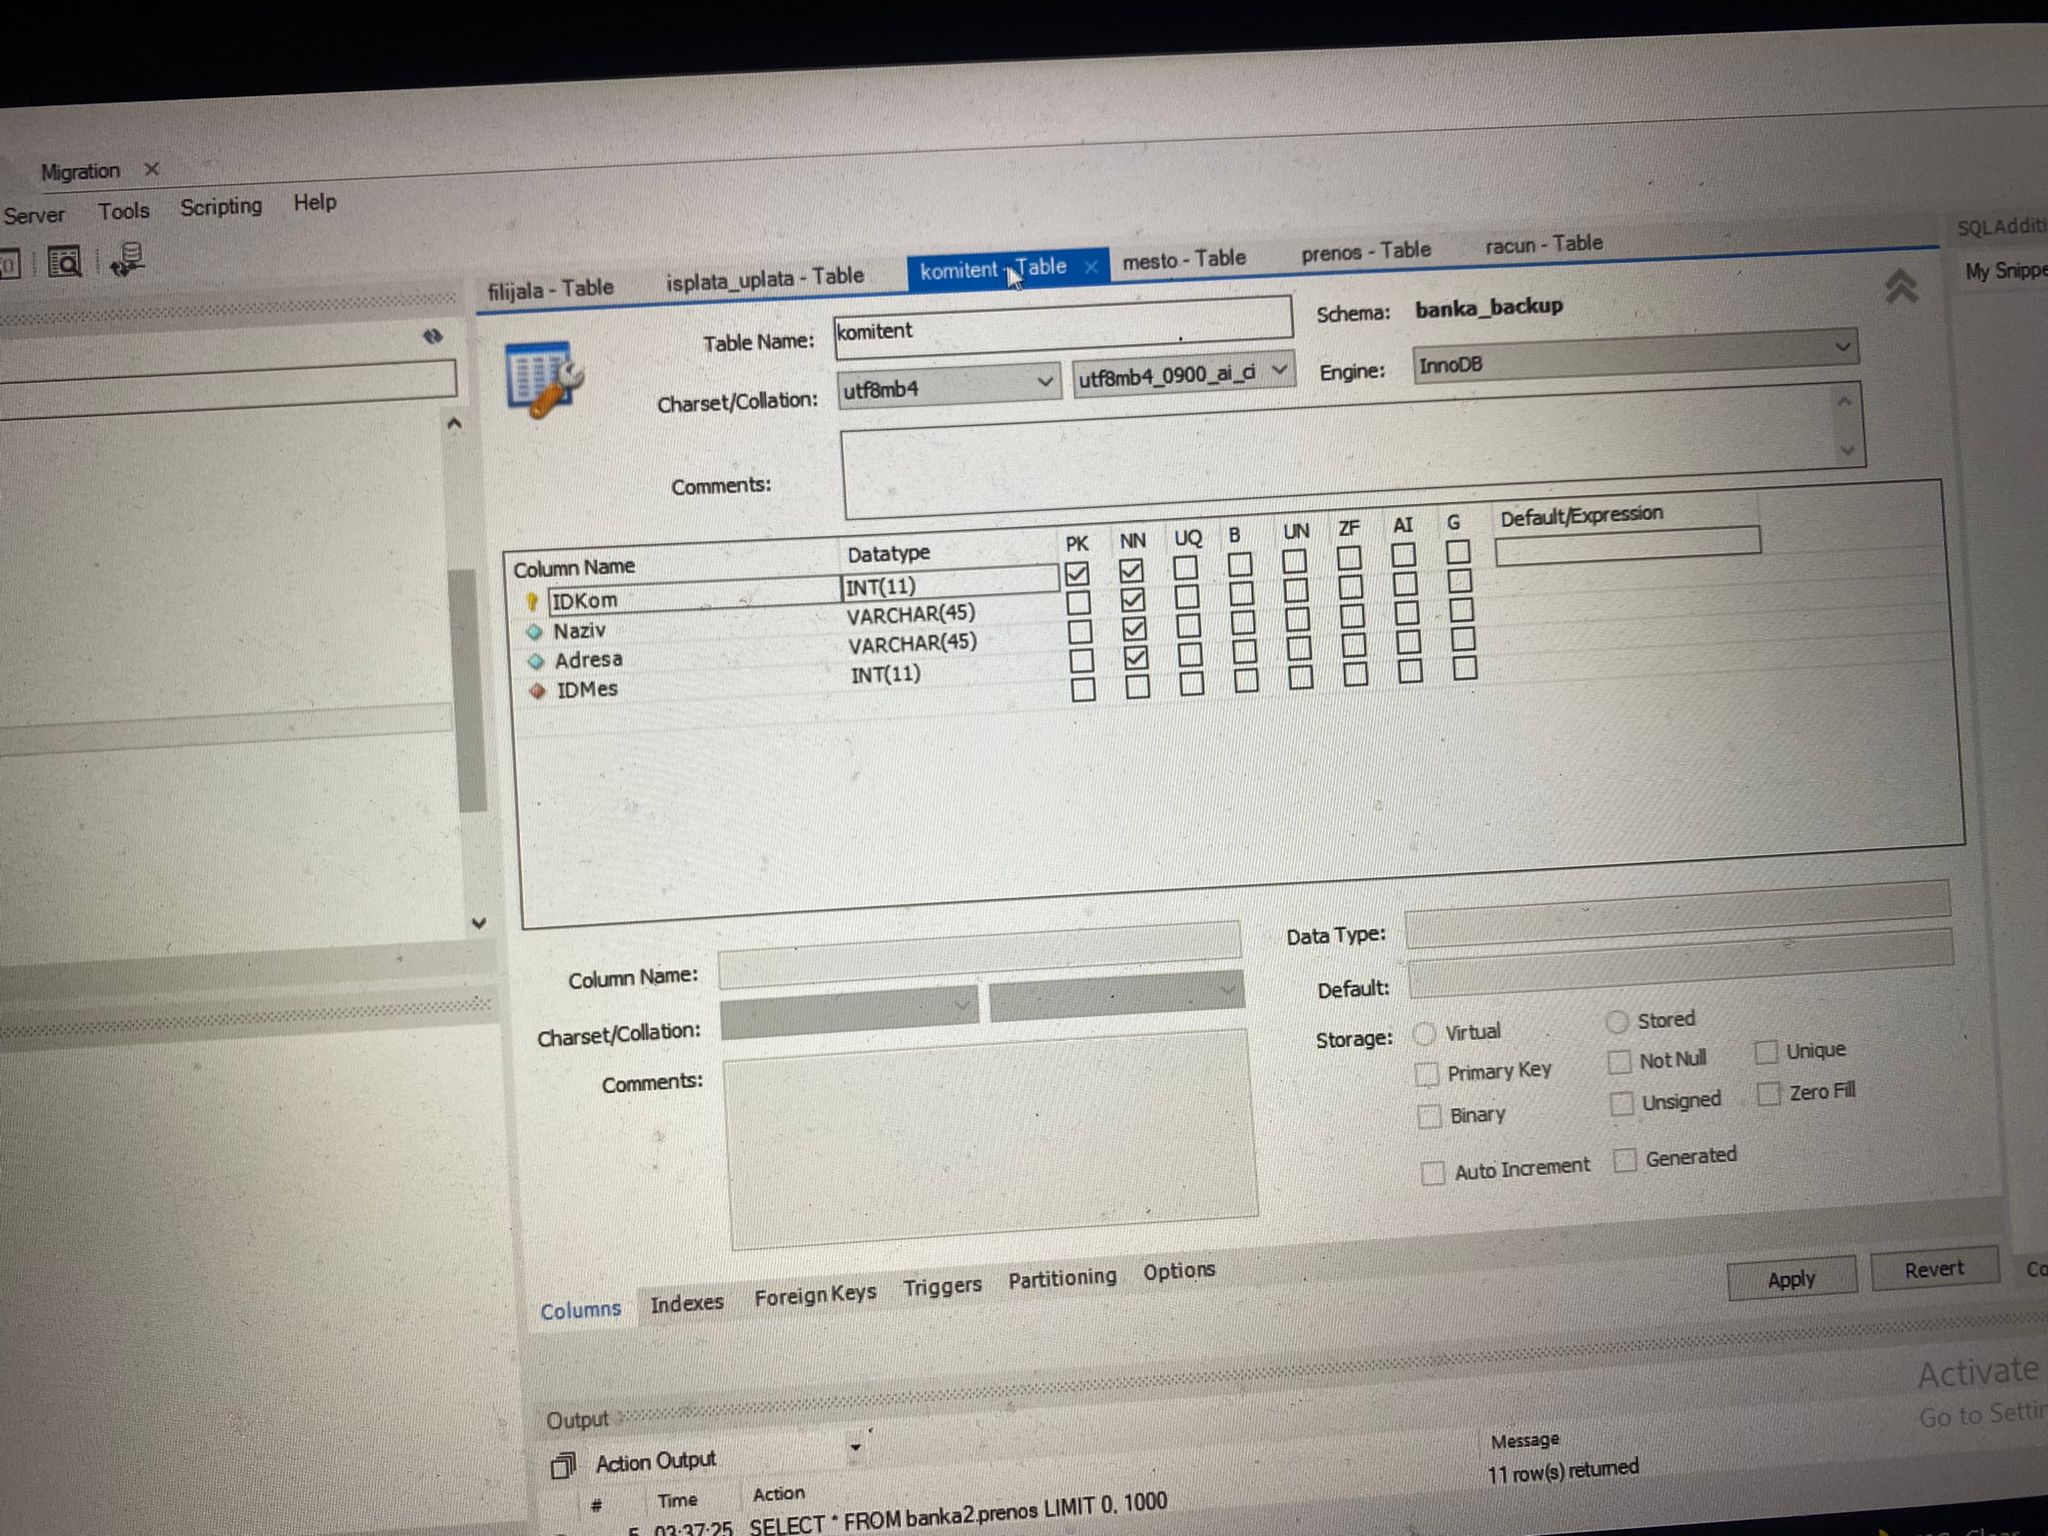 Migration
Server Tools Scripting Help
filijala - Table isplata_uplata - Table komitent - Table mesto - Table prenos - Table racun - Table
Table Name: komitent Schema: banka_backup
Charset/Collation: utf8mb4 utf8mb4_0900_ai_ci Engine: InnoDB
Comments:
Column Name Datatype PK NN UQ B UN ZF AI G Default/Expression
IDKom INT(11)
Naziv VARCHAR(45)
Adresa VARCHAR(45)
IDMes INT(11)
Column Name: Data Type:
Charset/Collation: Default:
Comments: Storage: Virtual Stored
Primary Key Not Null Unique
Binary Unsigned Zero Fill
Auto Increment Generated
Columns Indexes Foreign Keys Triggers Partitioning Options Apply Revert
Output
Action Output
# Time Action Message
5 03:37:25 SELECT * FROM banka2.prenos LIMIT 0, 1000 11 row(s) returned
My
Activate
Go to